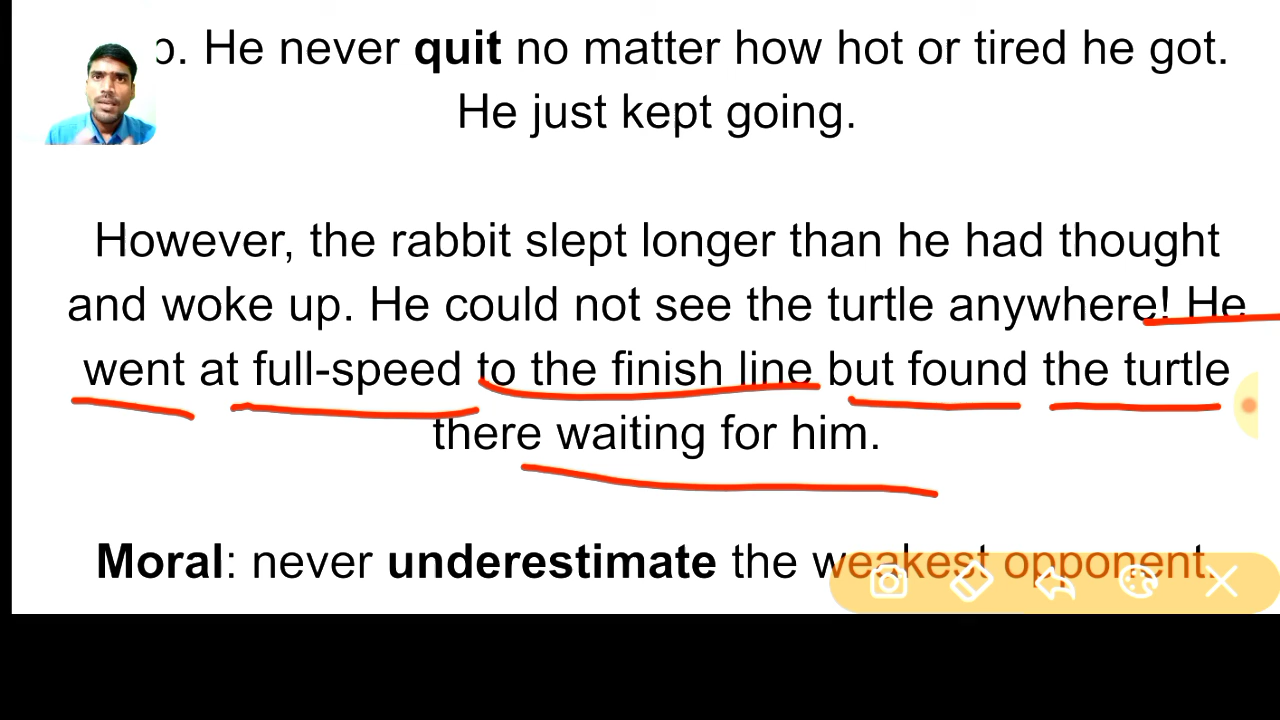 He never quit no matter how hot or tired he got.
He just kept going.
However, the rabbit slept longer than he had thought
and woke up. He could not see the turtle anywhere! He
went at full-speed to the finish line but found the turtle
there waiting for him.
Moral: never underestimate the weakest opponent.